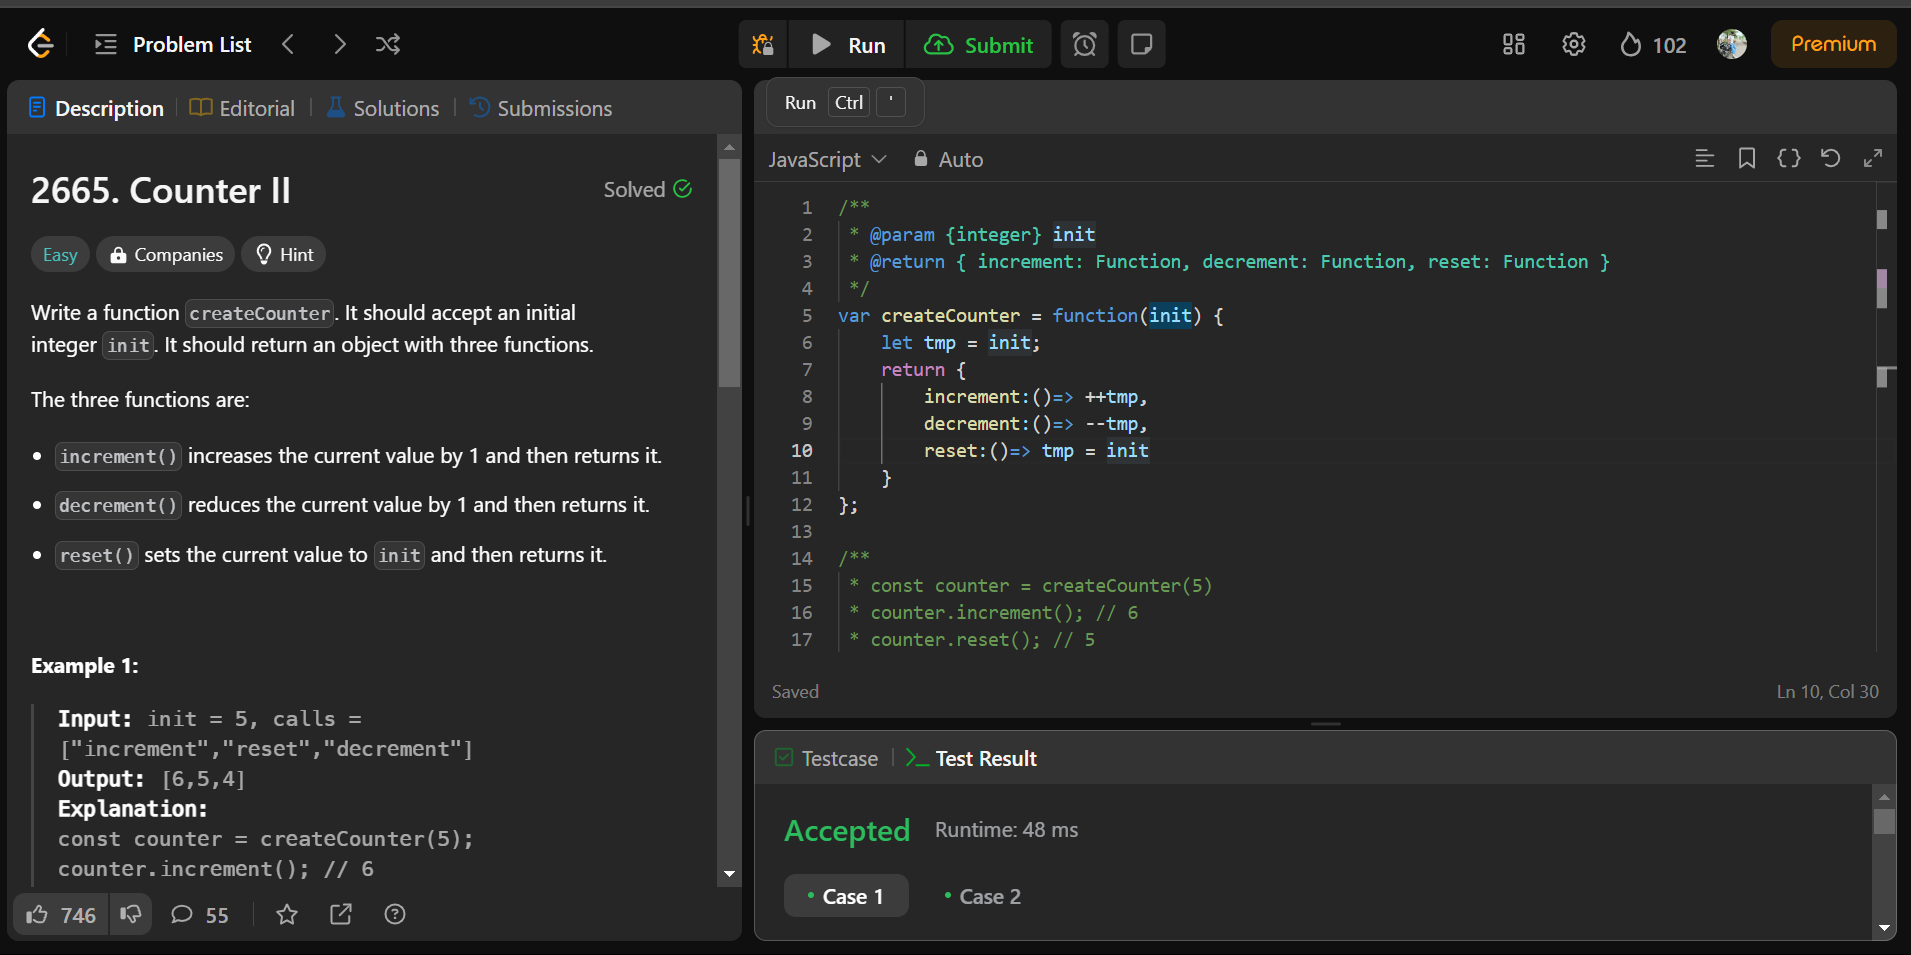 Problem List
Run
Submit
102
Premium
Description
Editorial
Solutions
Submissions
2665. Counter II
Solved
Easy
Companies
Hint
Write a function createCounter. It should accept an initial
integer init. It should return an object with three functions.
The three functions are:
increment() increases the current value by 1 and then returns it.
decrement() reduces the current value by 1 and then returns it.
reset() sets the current value to init and then returns it.
Example 1:
Input: init = 5, calls =
["increment","reset","decrement"]
Output: [6,5,4]
Explanation:
const counter = createCounter(5);
counter.increment(); // 6
746
55
Run Ctrl '
JavaScript
Auto
1 /**
2 * @param {integer} init
3 * @return { increment: Function, decrement: Function, reset: Function }
4 */
5 var createCounter = function(init) {
6 let tmp = init;
7 return {
8 increment:()=> ++tmp,
9 decrement:()=> --tmp,
10 reset:()=> tmp = init
11 }
12 };
13
14 /**
15 * const counter = createCounter(5)
16 * counter.increment(); // 6
17 * counter.reset(); // 5
Saved
Ln 10, Col 30
Testcase
>_ Test Result
Accepted
Runtime: 48 ms
• Case 1
• Case 2